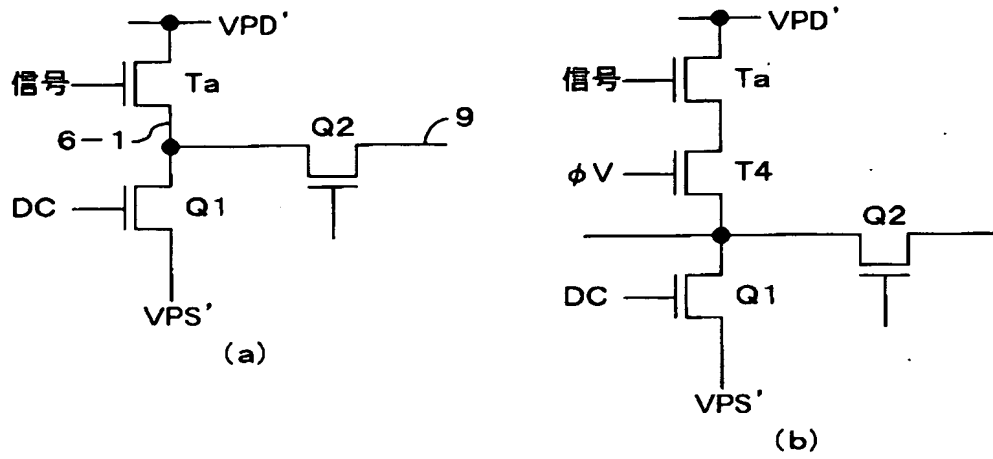 VPD'
信号
Ta
6-1
Q2
9
DC
Q1
VPS'
(a)
VPD'
信号
Ta
φV
T4
Q2
DC
Q1
VPS'
(b)